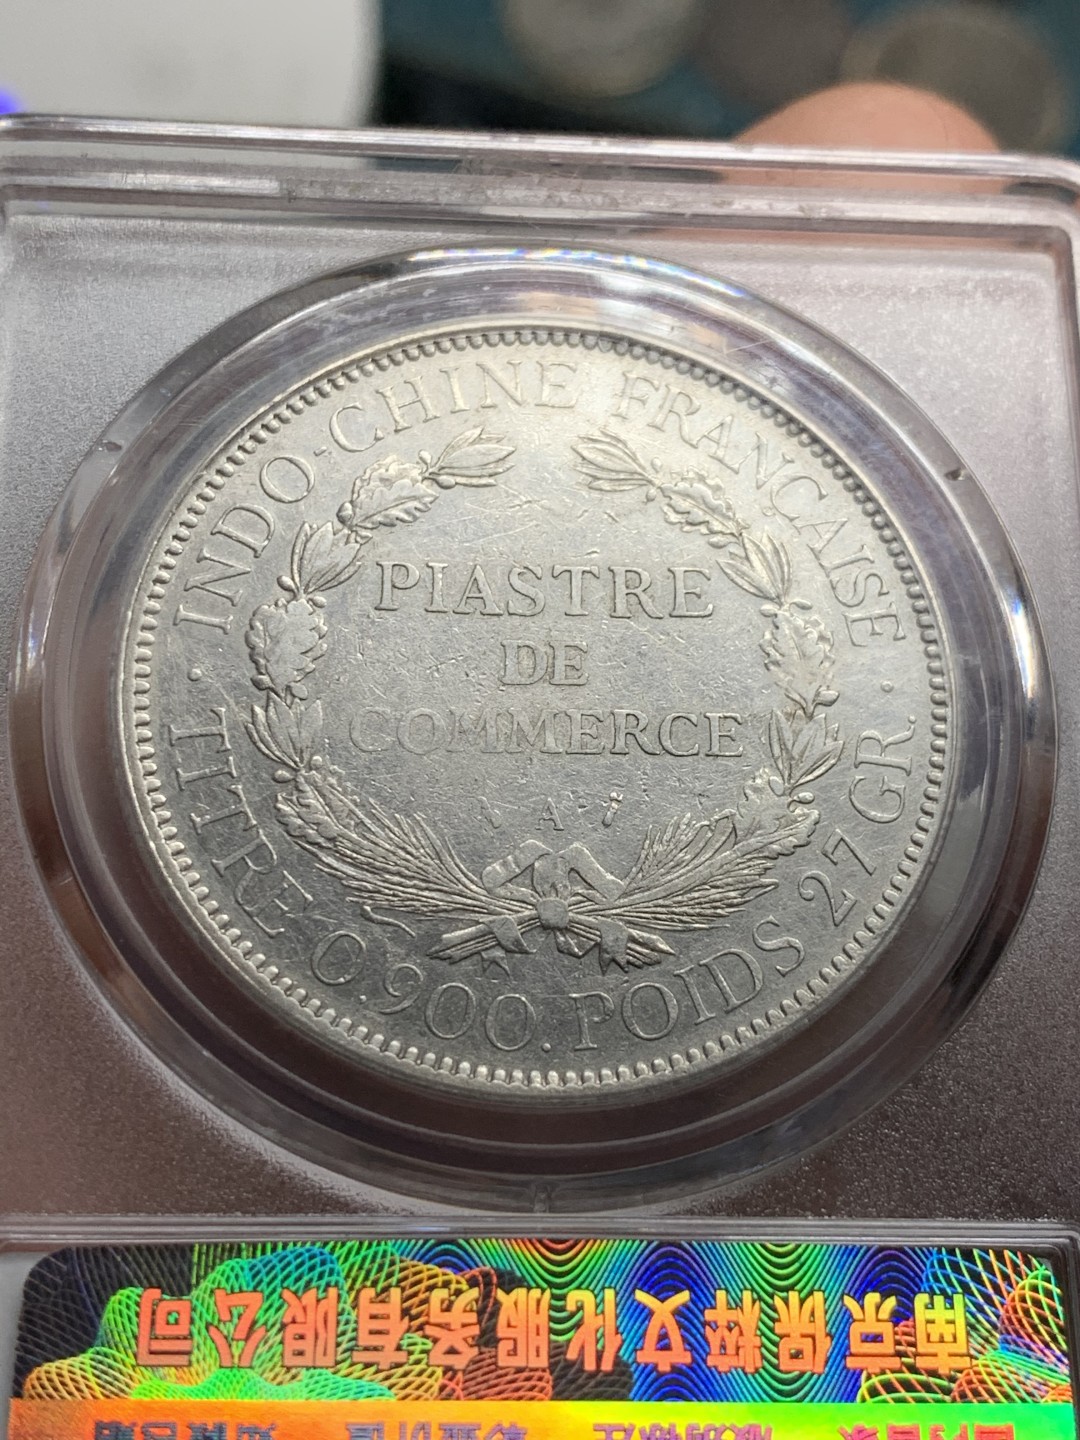 INDO-CHINE FRANÇAISE
PIASTRE
DE
COMMERCE
A
· TITRE 0.900. POIDS 27 GR. ·
南京保粹文化服务有限公司